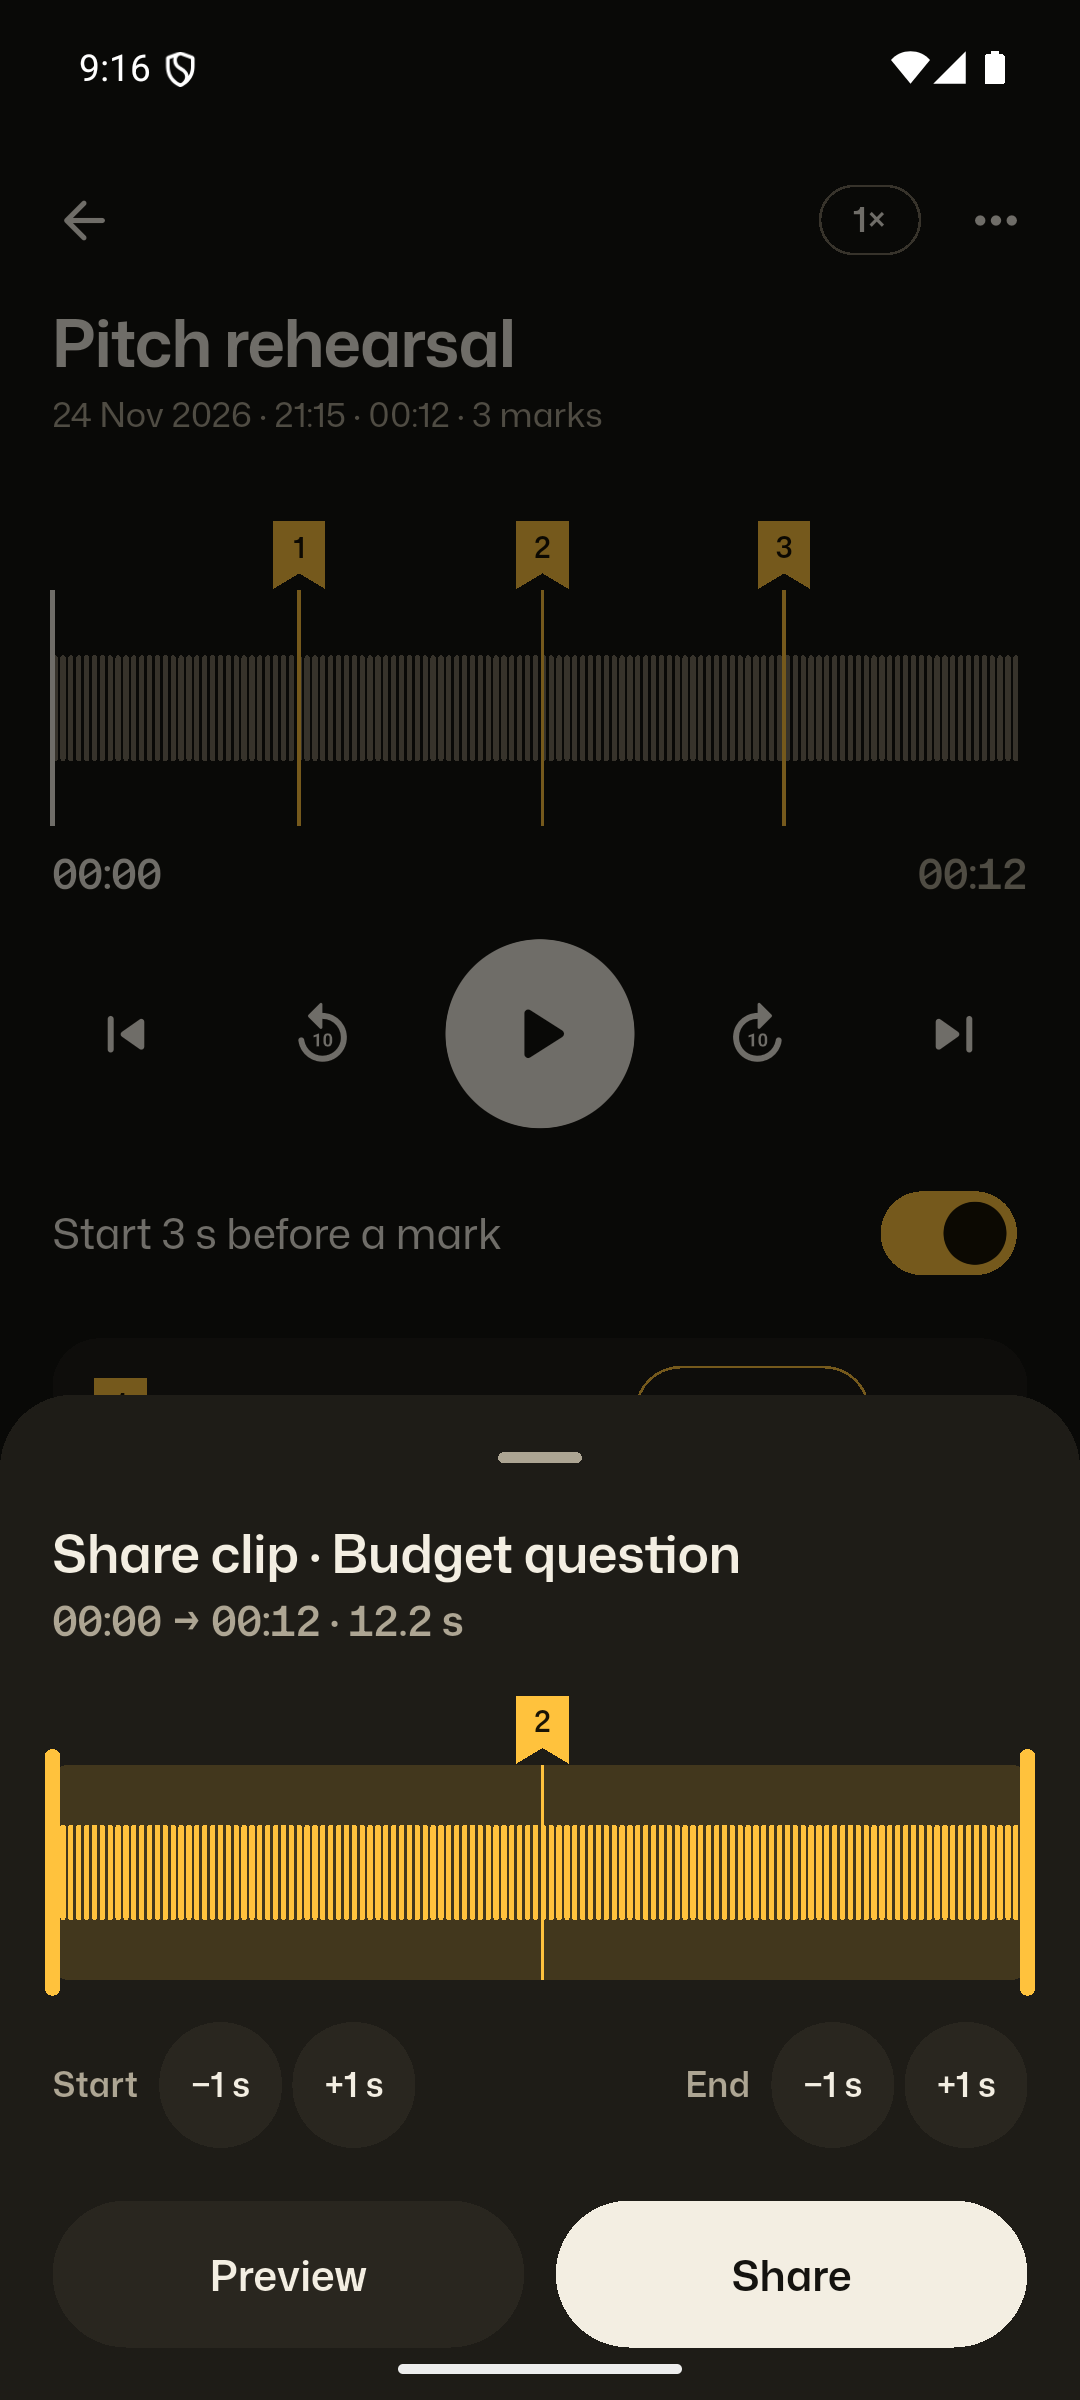 9:16
1×
Pitch rehearsal
24 Nov 2026 · 21:15 · 00:12 · 3 marks
1 2 3
00:00 00:12
10 10
Start 3 s before a mark
Share clip · Budget question
00:00 → 00:12 · 12.2 s
2
Start −1 s +1 s End −1 s +1 s
Preview Share